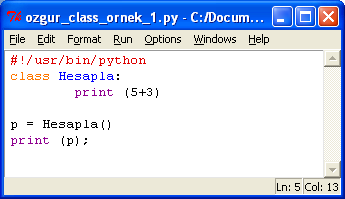 ozgur_class_ornek_1.py - C:/Docum...
File Edit Format Run Options Windows Help
#!/usr/bin/python
class Hesapla:
        print (5+3)
p = Hesapla()
print (p);
Ln: 5 Col: 13